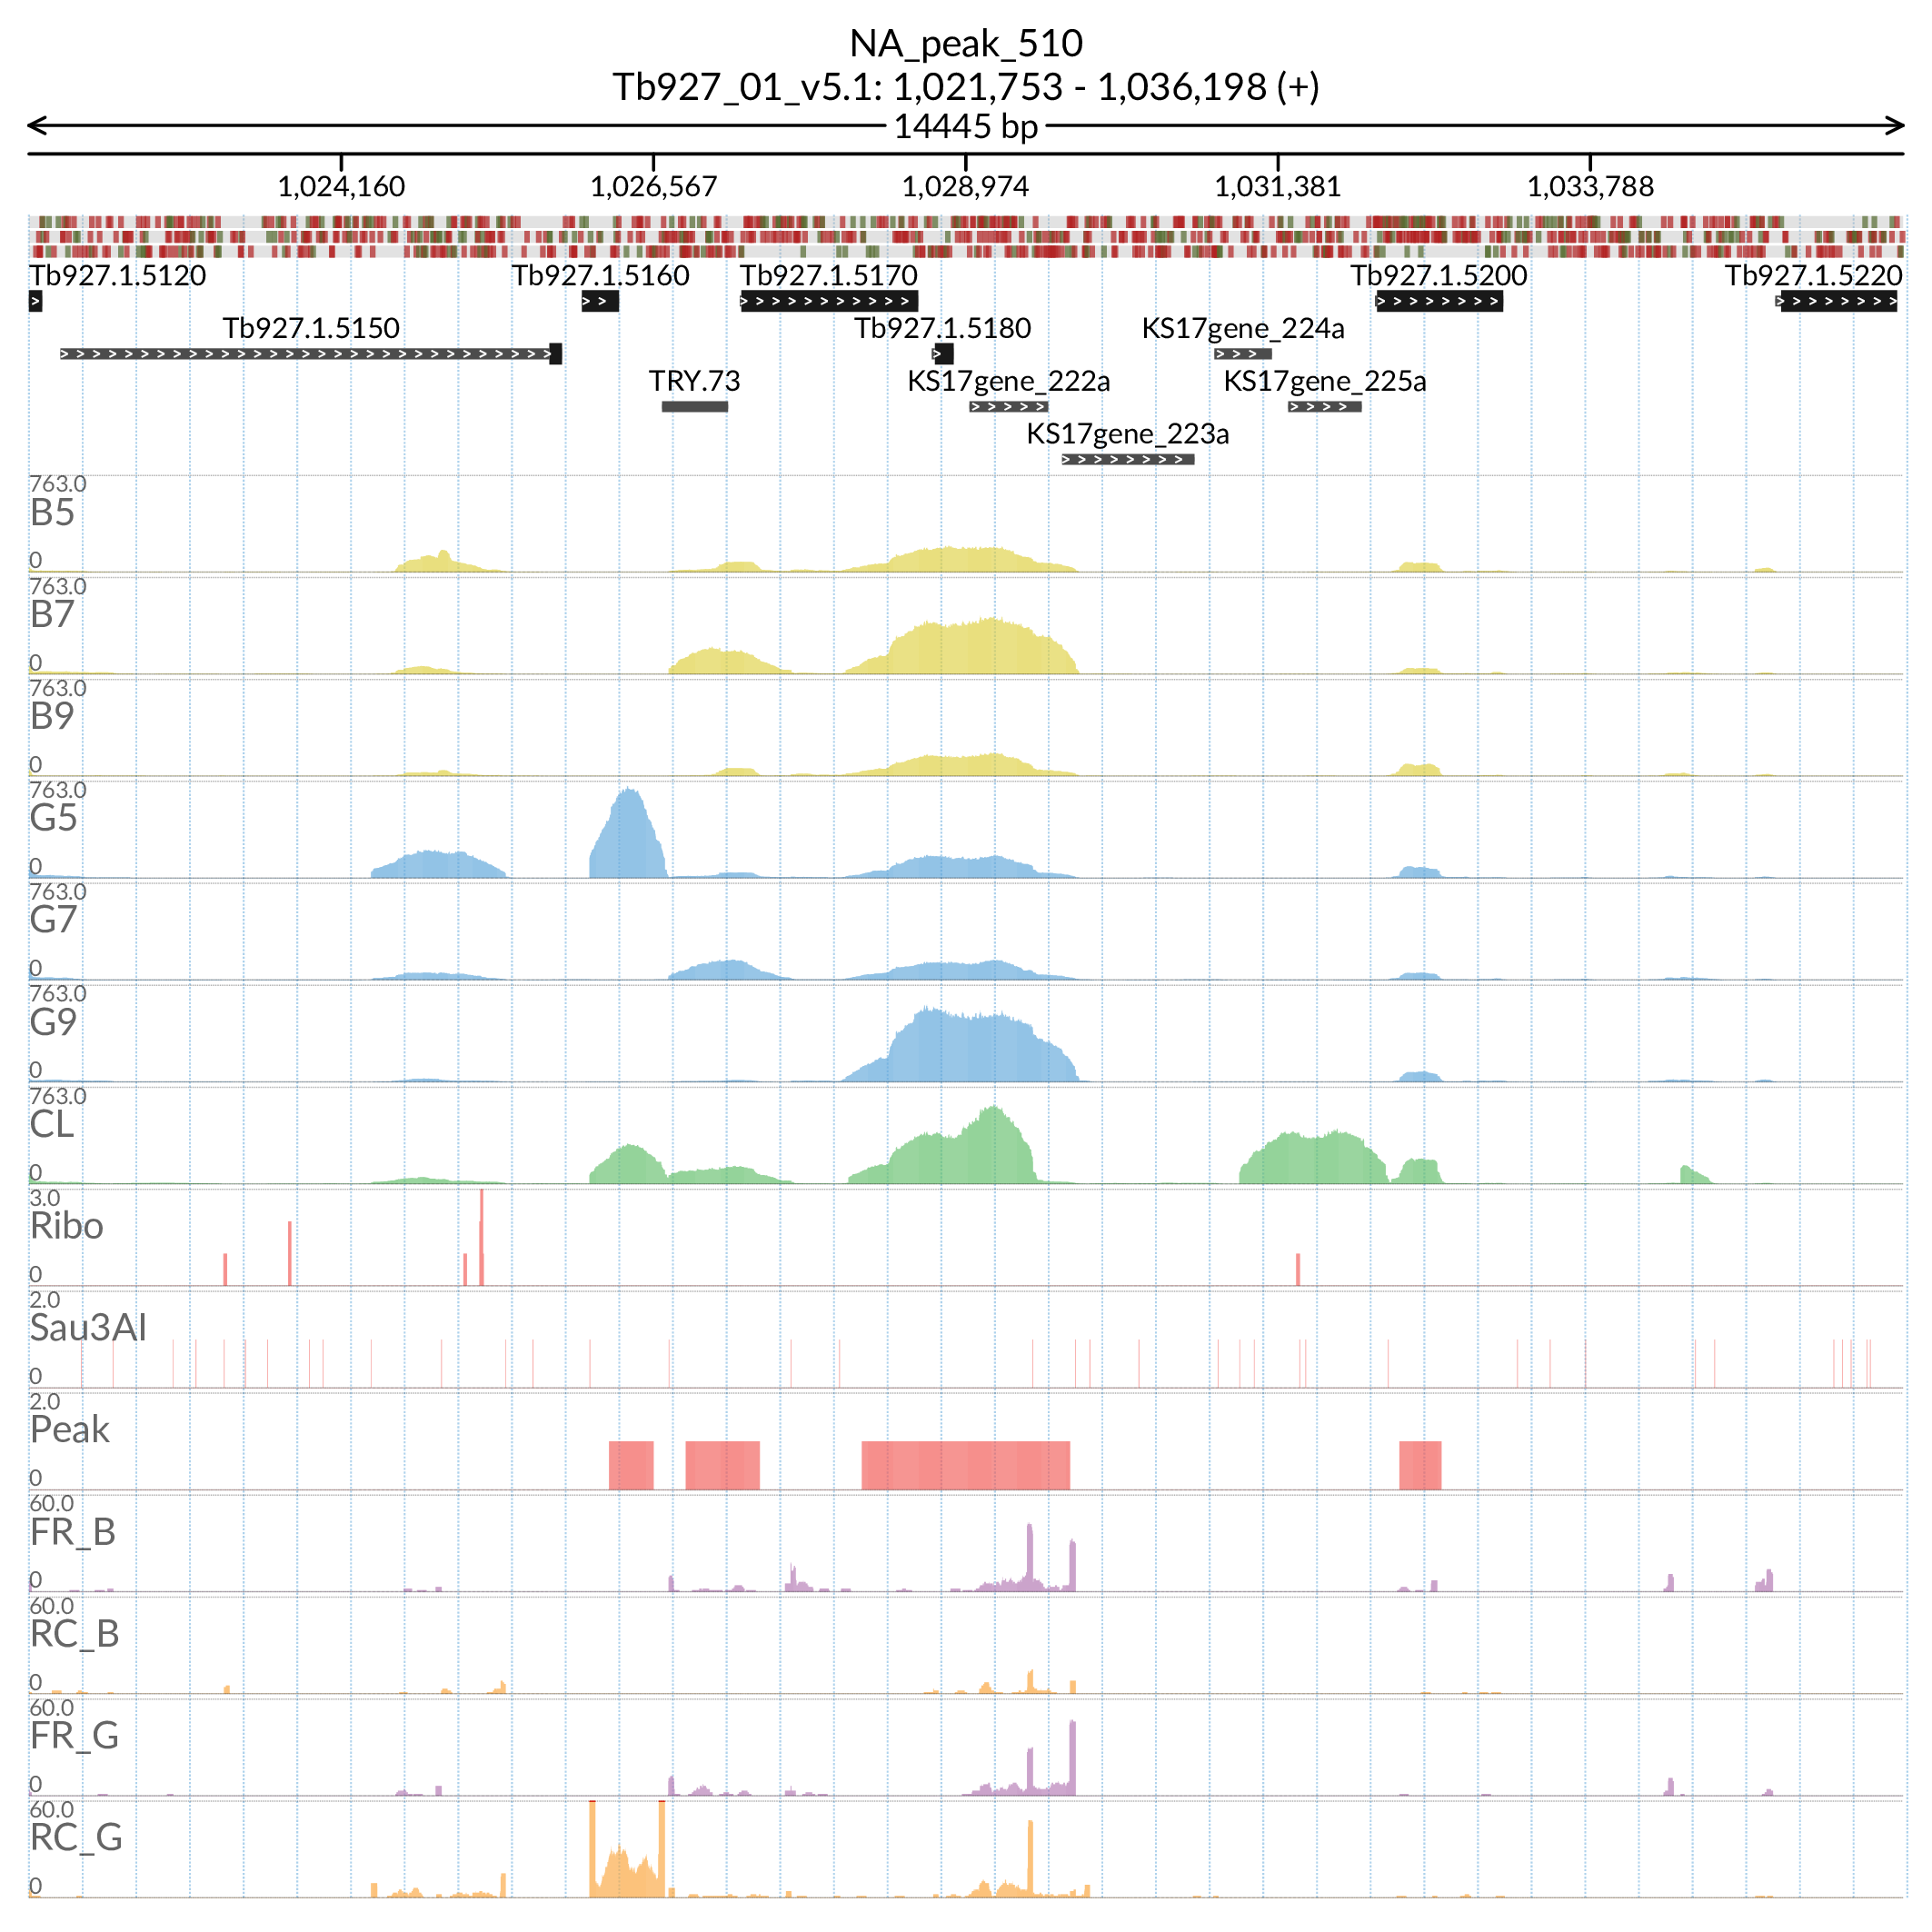 NA_peak_510
Tb927_01_v5.1: 1,021,753 - 1,036,198 (+)
14445 bp
1,024,160 1,026,567 1,028,974 1,031,381 1,033,788
Tb927.1.5120 Tb927.1.5160 Tb927.1.5170 Tb927.1.5200 Tb927.1.5220
Tb927.1.5150 Tb927.1.5180 KS17gene_224a
TRY.73 KS17gene_222a KS17gene_225a
KS17gene_223a
763.0
B5
0
763.0
B7
0
763.0
B9
0
763.0
G5
0
763.0
G7
0
763.0
G9
0
763.0
CL
0
3.0
Ribo
0
2.0
Sau3AI
0
2.0
Peak
0
60.0
FR_B
0
60.0
RC_B
0
60.0
FR_G
0
60.0
RC_G
0